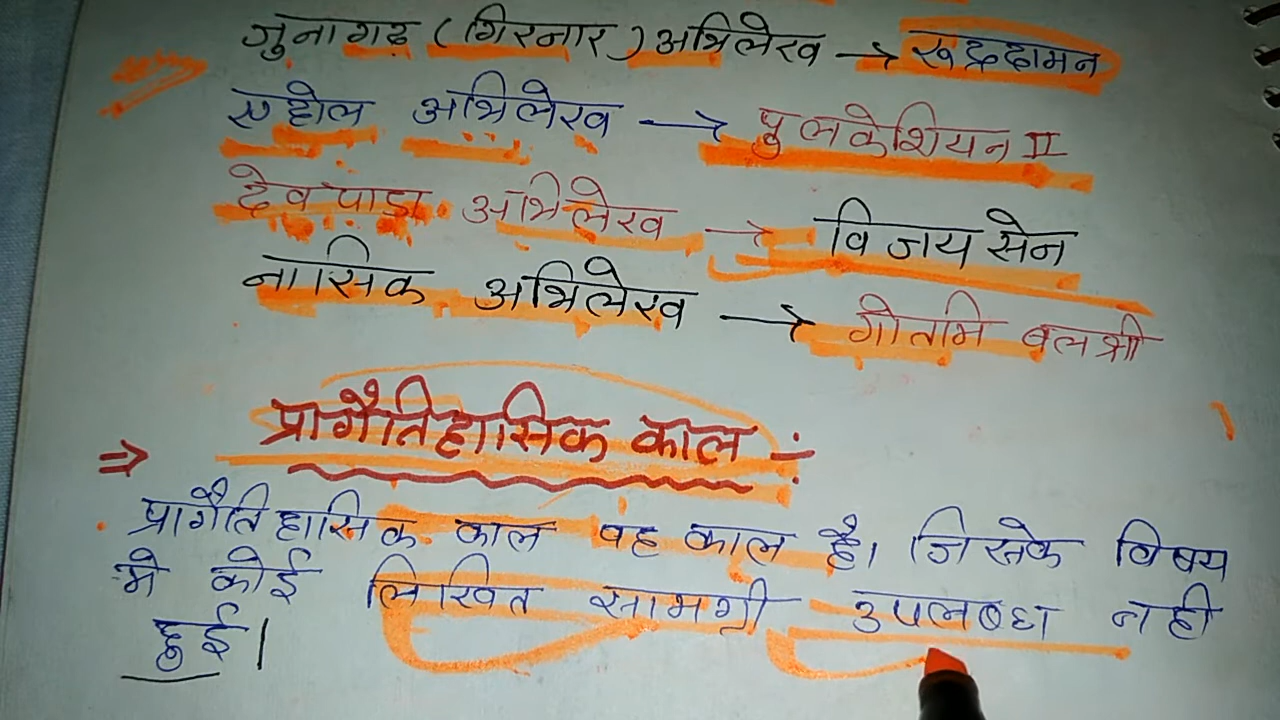 जुनागढ़ (गिरनार) अभिलेख → रूद्रदामन
एहोल अभिलेख → पुलकेशियन II
देवपाड़ा अभिलेख → विजय सेन
नासिक अभिलेख → गौतमि बलश्री
प्रागैतिहासिक काल :-
⇒ प्रागैतिहासिक काल वह काल है। जिसके विषय
मे कोई लिखित सामग्री उपलब्ध नही
हुई।